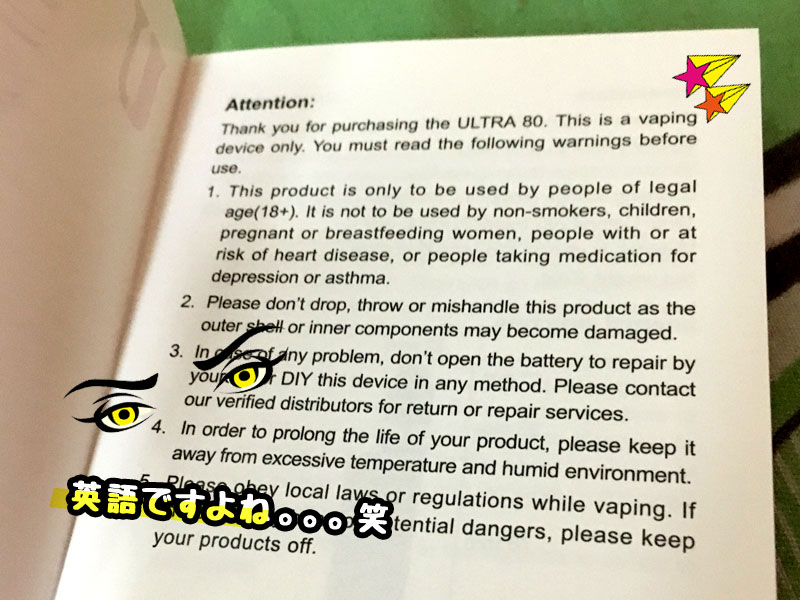 Attention:
Thank you for purchasing the ULTRA 80. This is a vaping
device only. You must read the following warnings before
use.
1. This product is only to be used by people of legal
age(18+). It is not to be used by non-smokers, children,
pregnant or breastfeeding women, people with or at
risk of heart disease, or people taking medication for
depression or asthma.
2. Please don't drop, throw or mishandle this product as the
outer shell or inner components may become damaged.
3. In case of any problem, don't open the battery to repair by
DIY this device in any method. Please contact
our verified distributors for return or repair services.
4. In order to prolong the life of your product, please keep it
away from excessive temperature and humid environment.
5. Please obey local laws or regulations while vaping. If
dangers, please keep
your products off.
英語ですよね。。。笑